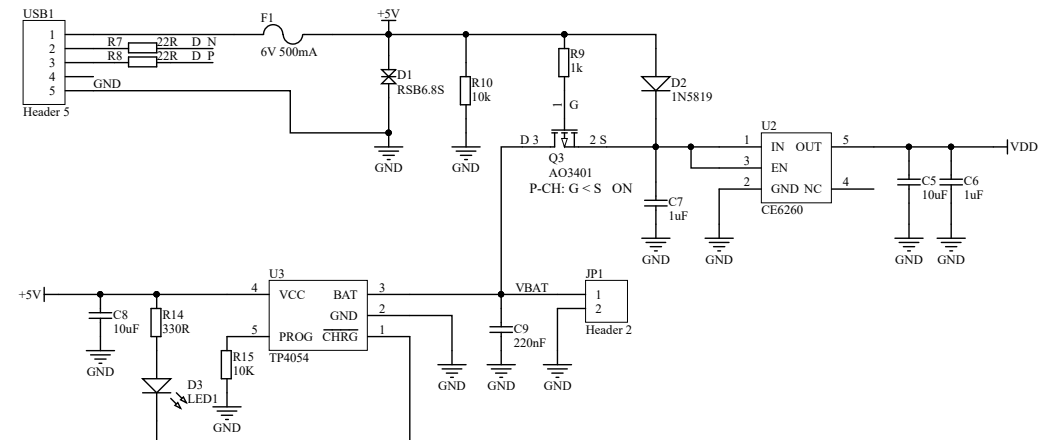 USB1
1
2
3
4
5
Header 5
R7 22R D_N
R8 22R D_P
GND
F1
6V 500mA
+5V
D1
RSB6.8S
GND
R10
10k
GND
R9
1k
1 G
D 3
2 S
Q3
AO3401
P-CH: G < S ON
D2
1N5819
C7
1uF
GND
U2
1 IN OUT 5
3 EN
2 GND NC 4
CE6260
GND
C5
10uF
GND
C6
1uF
GND
VDD
+5V
C8
10uF
GND
R14
330R
D3
LED1
R15
10K
GND
U3
4 VCC BAT 3
GND 2
5 PROG CHRG 1
TP4054
GND
VBAT
C9
220nF
GND
JP1
1
2
Header 2
GND